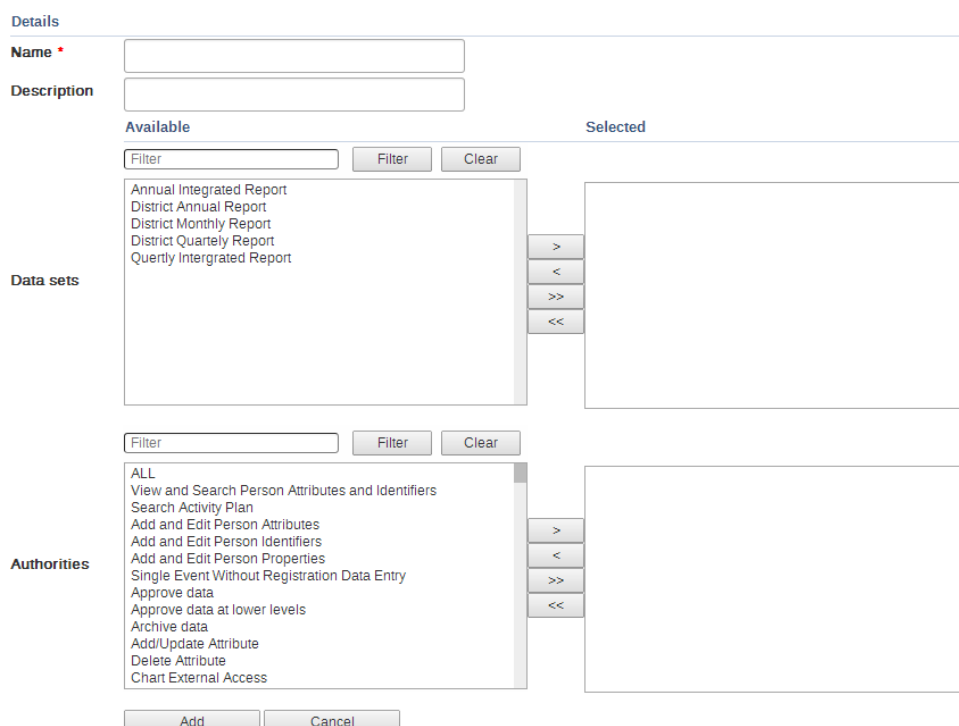 Details
Name *
Description
Available Selected
Filter Filter Clear
Annual Integrated Report
District Annual Report
District Monthly Report
District Quartely Report
Quertly Intergrated Report
>
<
>>
<<
Data sets
Filter Filter Clear
ALL
View and Search Person Attributes and Identifiers
Search Activity Plan
Add and Edit Person Attributes
Add and Edit Person Identifiers
Add and Edit Person Properties
Single Event Without Registration Data Entry
Approve data
Approve data at lower levels
Archive data
Add/Update Attribute
Delete Attribute
Chart External Access
>
<
>>
<<
Authorities
Add Cancel